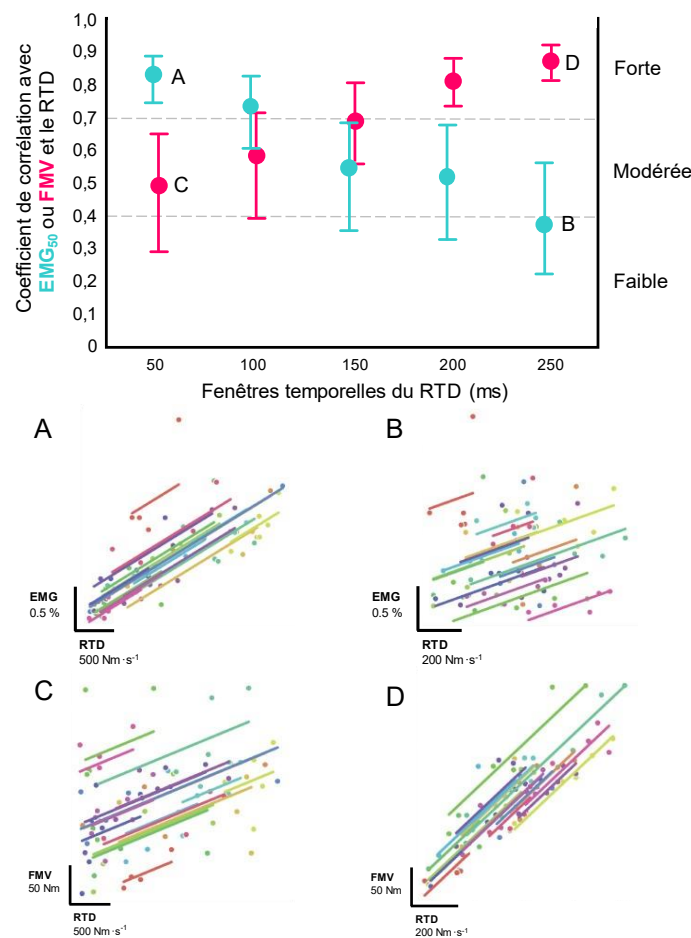 Coefficient de corrélation avec
EMG50 ou FMV et le RTD
1,0
0,9
0,8
0,7
0,6
0,5
0,4
0,3
0,2
0,1
0
A
C
D
B
Forte
Modérée
Faible
50 100 150 200 250
Fenêtres temporelles du RTD (ms)
A
EMG
0.5 %
RTD
500 Nm·s-1
B
EMG
0.5 %
RTD
200 Nm·s-1
C
FMV
50 Nm
RTD
500 Nm·s-1
D
FMV
50 Nm
RTD
200 Nm·s-1